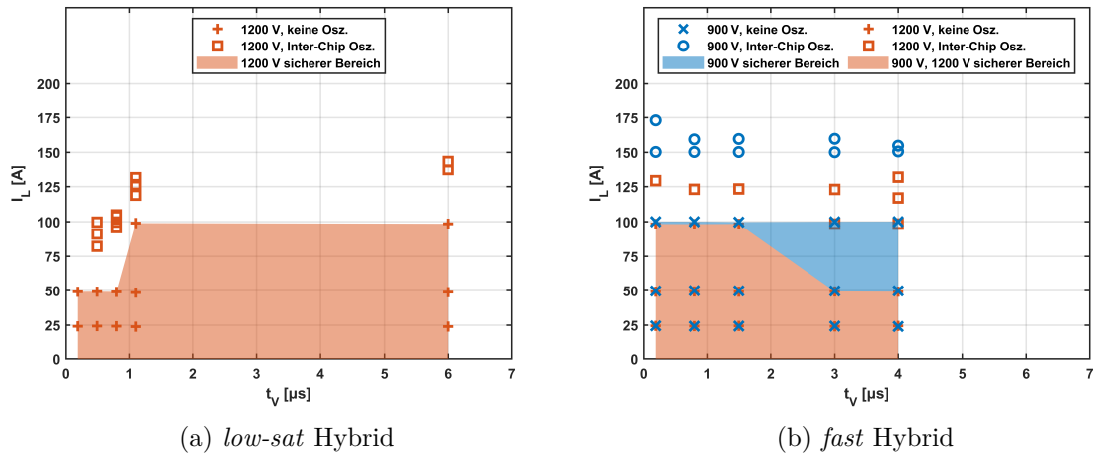 1200 V, keine Osz.
1200 V, Inter-Chip Osz.
1200 V sicherer Bereich
200
175
150
125
100
75
50
25
0
I_L [A]
0 1 2 3 4 5 6 7
t_V [µs]
(a) low-sat Hybrid
900 V, keine Osz. 1200 V, keine Osz.
900 V, Inter-Chip Osz. 1200 V, Inter-Chip Osz.
900 V sicherer Bereich 900 V, 1200 V sicherer Bereich
200
175
150
125
100
75
50
25
0
I_L [A]
0 1 2 3 4 5 6 7
t_V [µs]
(b) fast Hybrid